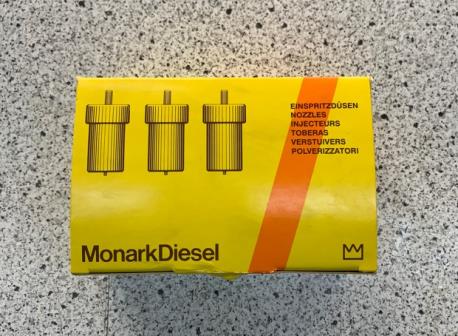 EINSPRITZDÜSEN
NOZZLES
INJECTEURS
TOBERAS
VERSTUIVERS
POLVERIZZATORI
MonarkDiesel